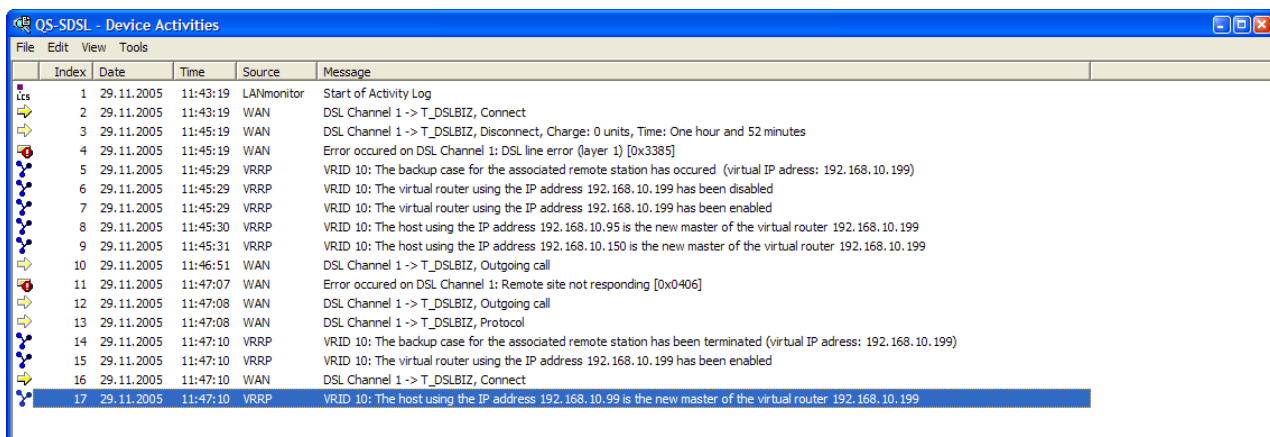 QS-SDSL - Device Activities
File Edit View Tools
Index Date Time Source Message
LCS 1 29.11.2005 11:43:19 LANmonitor Start of Activity Log
2 29.11.2005 11:43:19 WAN DSL Channel 1 -> T_DSLBIZ, Connect
3 29.11.2005 11:45:19 WAN DSL Channel 1 -> T_DSLBIZ, Disconnect, Charge: 0 units, Time: One hour and 52 minutes
4 29.11.2005 11:45:19 WAN Error occured on DSL Channel 1: DSL line error (layer 1) [0x3385]
5 29.11.2005 11:45:29 VRRP VRID 10: The backup case for the associated remote station has occured (virtual IP adress: 192.168.10.199)
6 29.11.2005 11:45:29 VRRP VRID 10: The virtual router using the IP address 192.168.10.199 has been disabled
7 29.11.2005 11:45:29 VRRP VRID 10: The virtual router using the IP address 192.168.10.199 has been enabled
8 29.11.2005 11:45:30 VRRP VRID 10: The host using the IP address 192.168.10.95 is the new master of the virtual router 192.168.10.199
9 29.11.2005 11:45:31 VRRP VRID 10: The host using the IP address 192.168.10.150 is the new master of the virtual router 192.168.10.199
10 29.11.2005 11:46:51 WAN DSL Channel 1 -> T_DSLBIZ, Outgoing call
11 29.11.2005 11:47:07 WAN Error occured on DSL Channel 1: Remote site not responding [0x0406]
12 29.11.2005 11:47:08 WAN DSL Channel 1 -> T_DSLBIZ, Outgoing call
13 29.11.2005 11:47:08 WAN DSL Channel 1 -> T_DSLBIZ, Protocol
14 29.11.2005 11:47:10 VRRP VRID 10: The backup case for the associated remote station has been terminated (virtual IP adress: 192.168.10.199)
15 29.11.2005 11:47:10 VRRP VRID 10: The virtual router using the IP address 192.168.10.199 has been enabled
16 29.11.2005 11:47:10 WAN DSL Channel 1 -> T_DSLBIZ, Connect
17 29.11.2005 11:47:10 VRRP VRID 10: The host using the IP address 192.168.10.99 is the new master of the virtual router 192.168.10.199